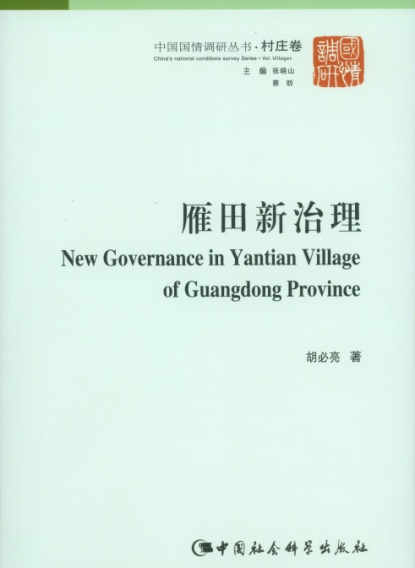 中国国情调研丛书·村庄卷
China's national conditions survey Series·Vol. Villages
主 编 张晓山
蔡 昉
國情調研
雁田新治理
New Governance in Yantian Village
of Guangdong Province
胡必亮 著
中国社会科学出版社